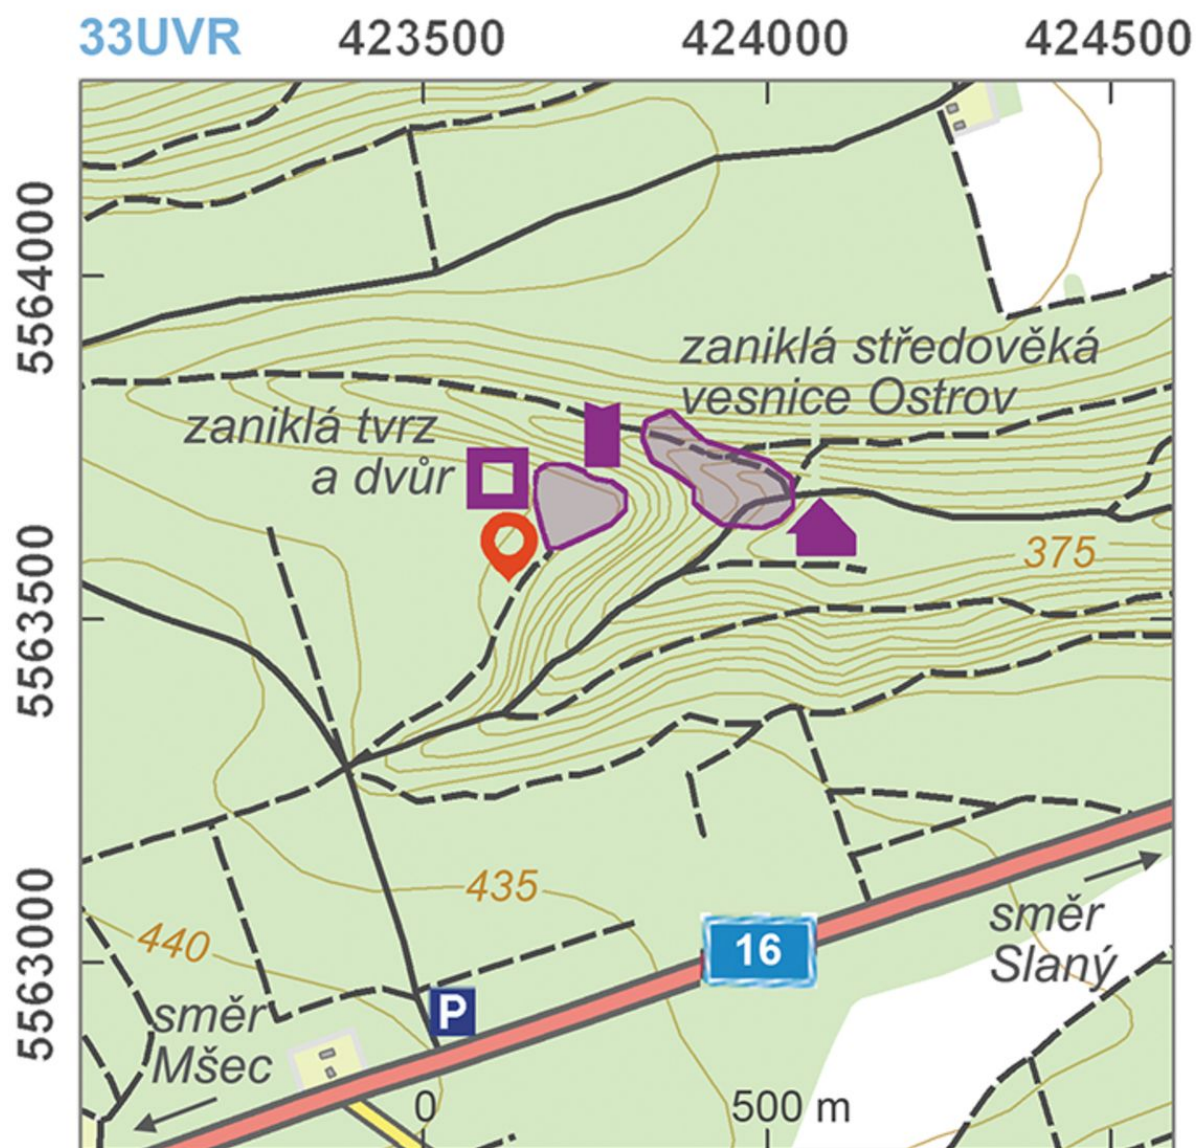 33UVR
423500
424000
424500
5564000
zaniklá středověká
vesnice Ostrov
zaniklá tvrz
a dvůr
375
5563500
435
440
směr
Slaný
16
5563000
P
směr
Mšec
0
500 m